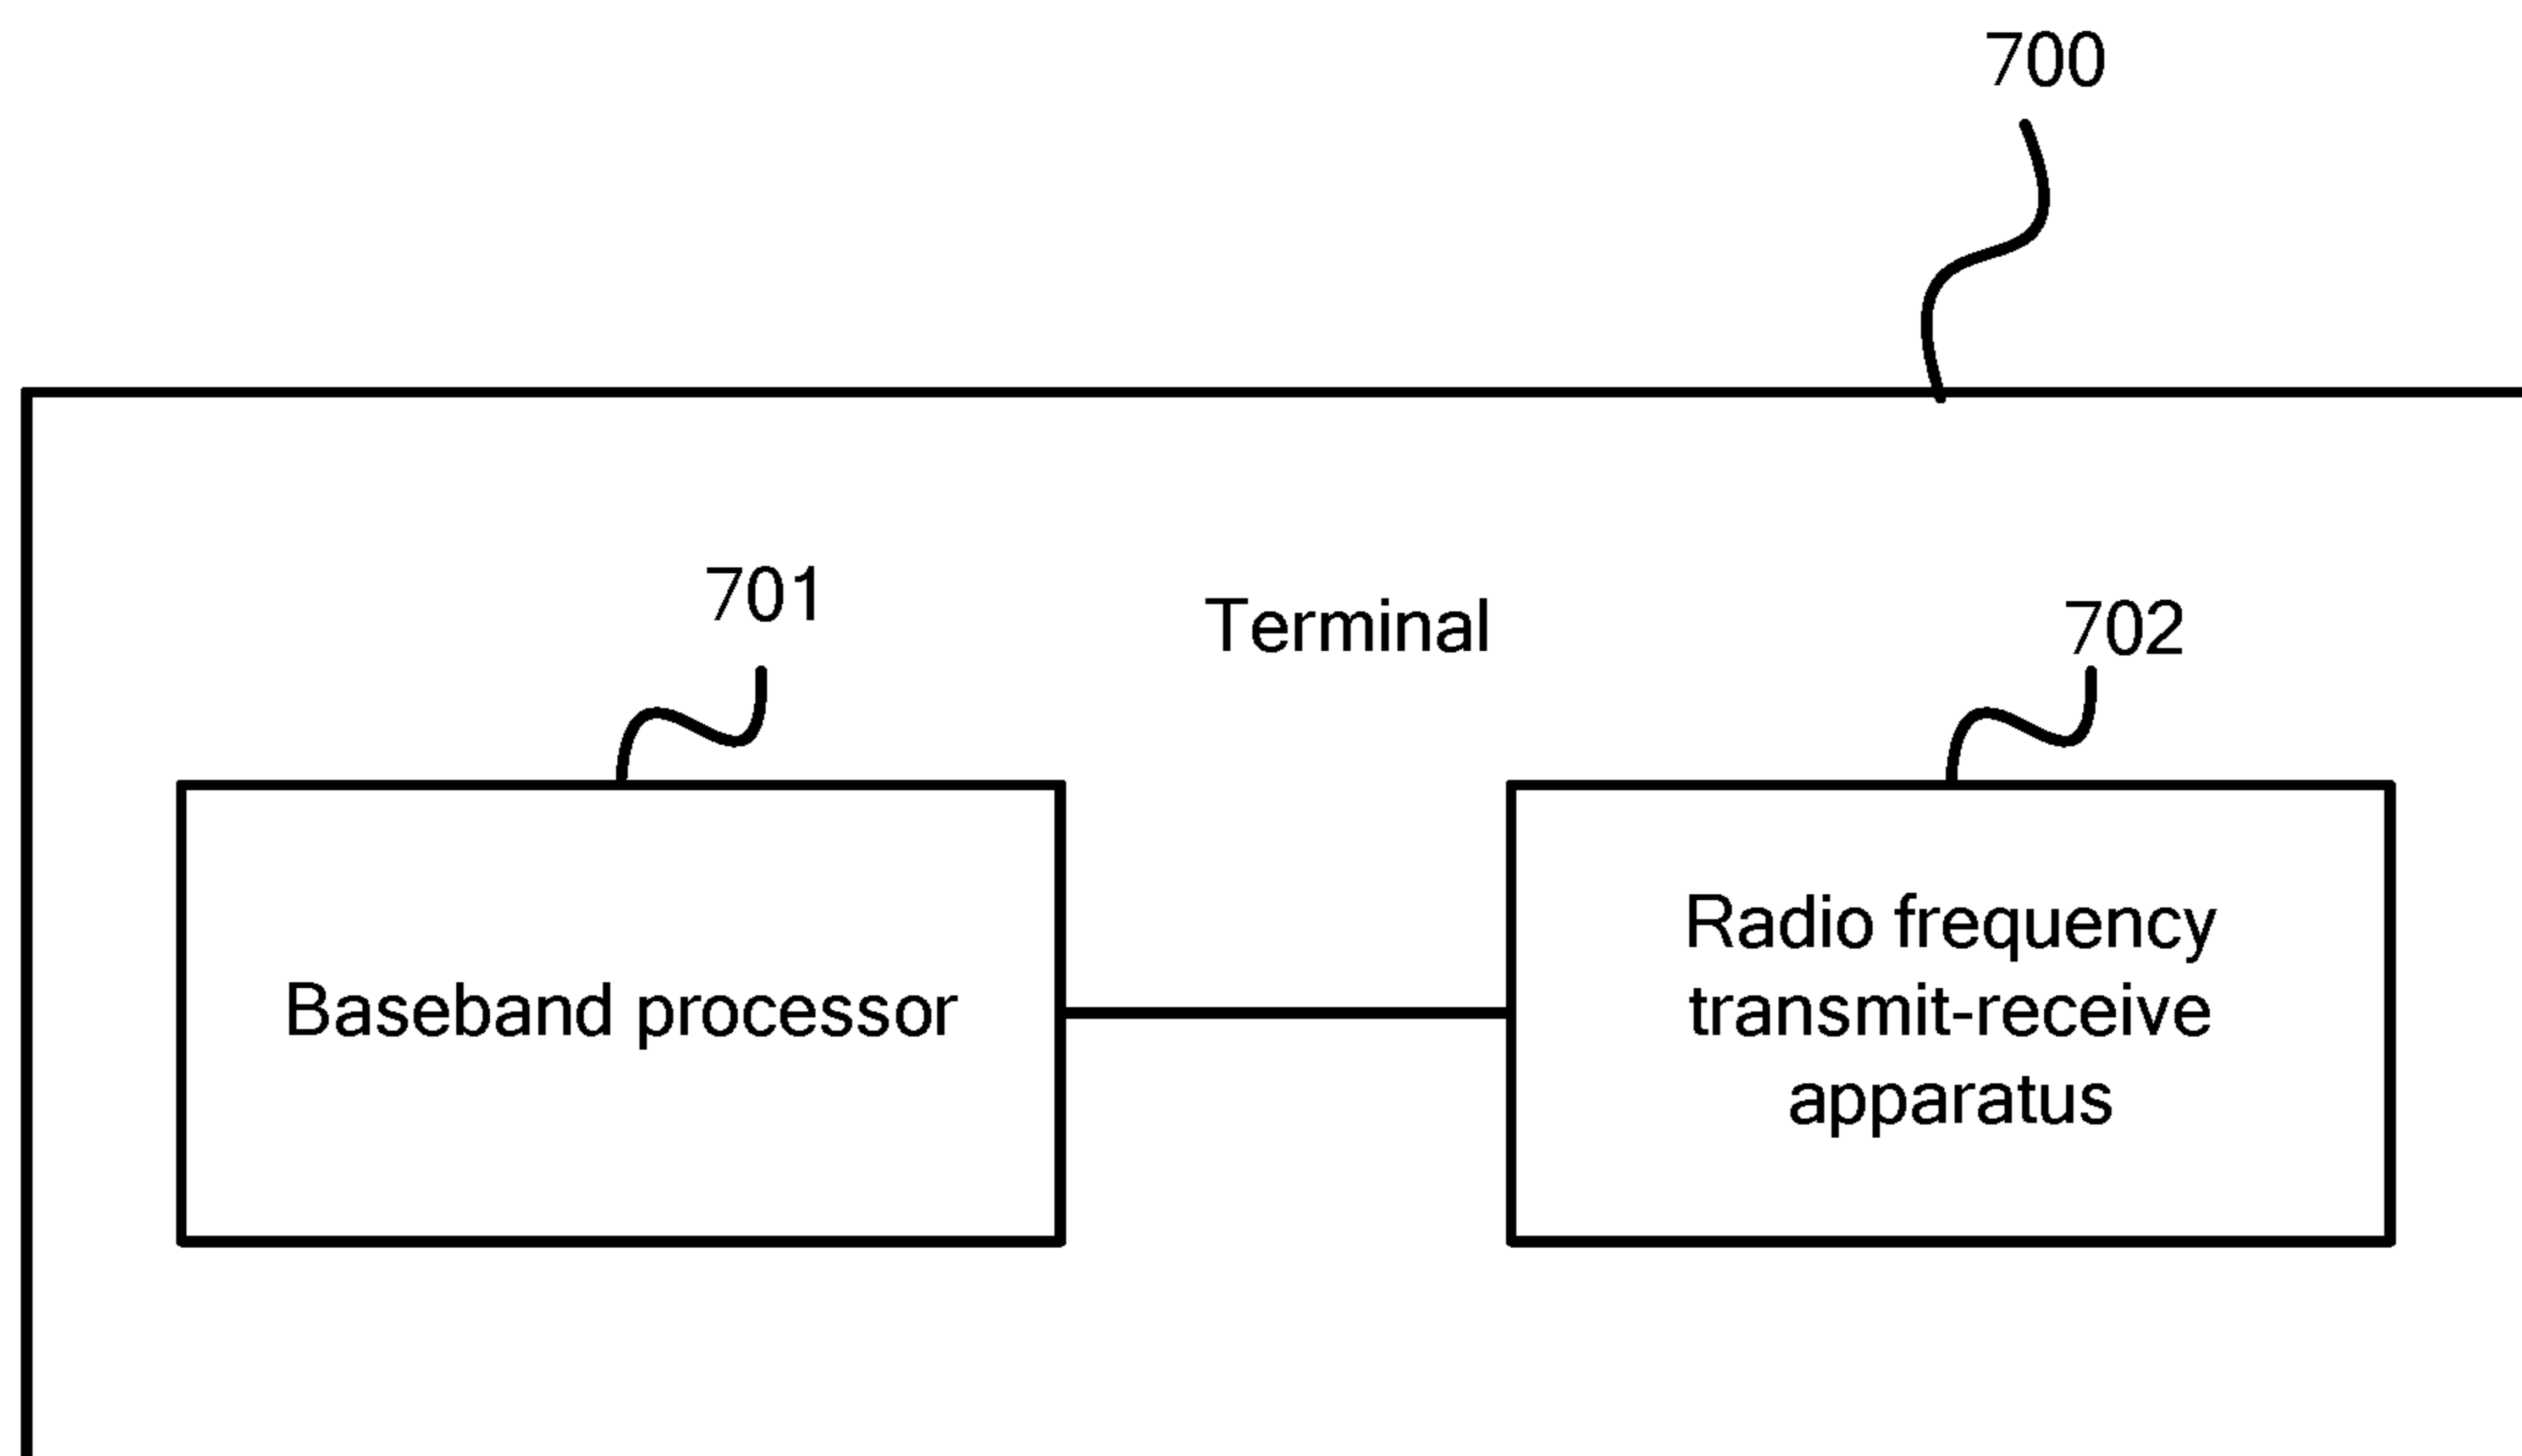 700
701
Terminal
702
Baseband processor
Radio frequency
transmit-receive
apparatus